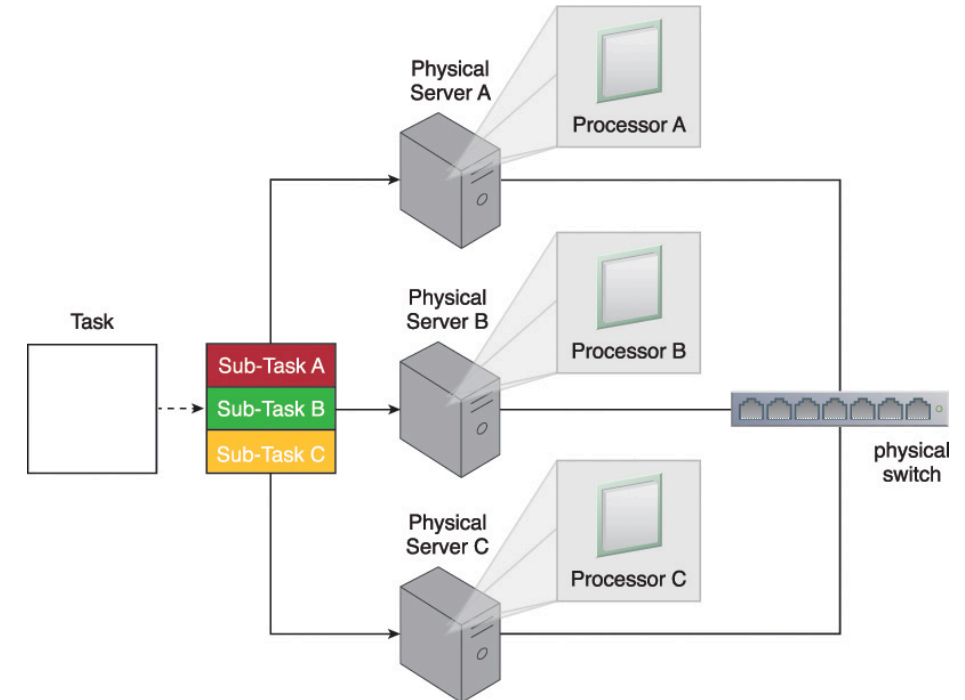 Physical
Server A
Processor A
Physical
Server B
Processor B
Task
Sub-Task A
Sub-Task B
Sub-Task C
physical
switch
Physical
Server C
Processor C